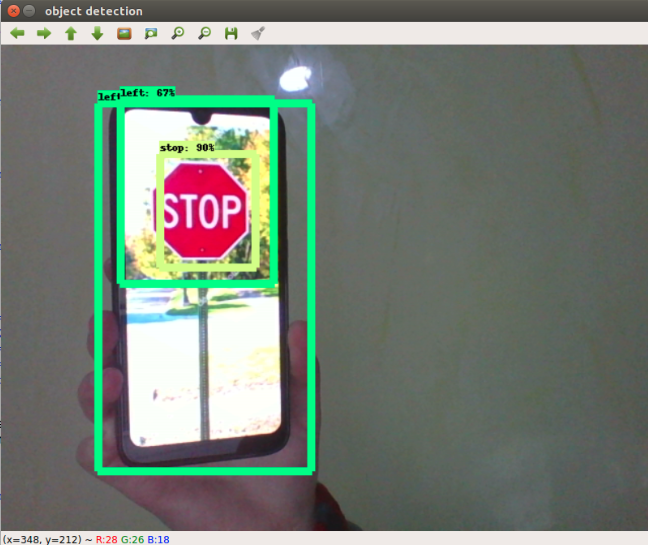 object detection
left
left: 67%
stop: 90%
STOP
(x=348, y=212) ~ R:28 G:26 B:18